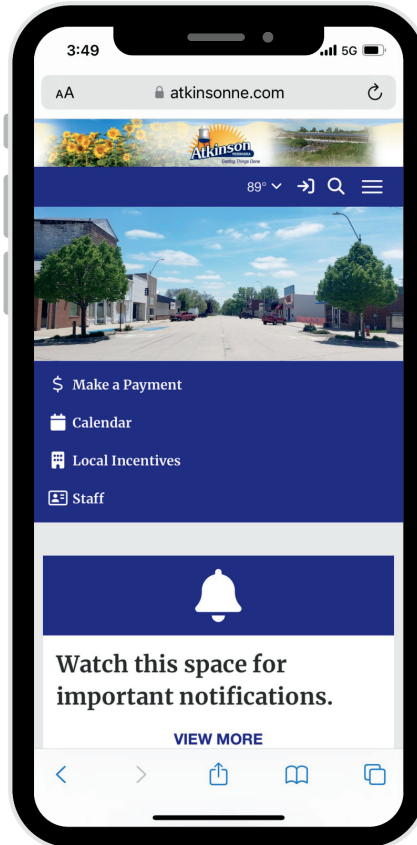 3:49
5G
AA
atkinsonne.com
Atkinson
NEBRASKA
Getting Things Done
89°
$ Make a Payment
Calendar
Local Incentives
Staff
Watch this space for
important notifications.
VIEW MORE